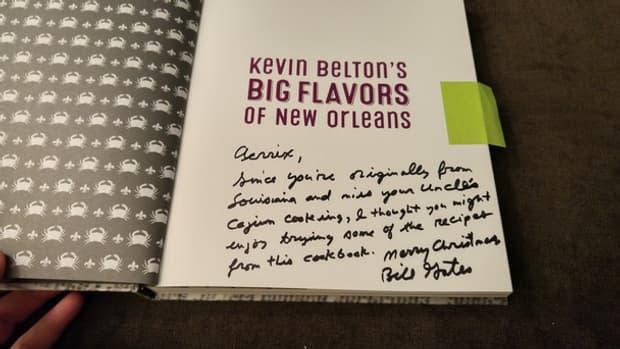 Kevin Belton's
BIG FLAVORS
OF New Orleans
Aerrix,
Since you're originally from
Louisiana and miss your Uncle's
Cajun cooking, I thought you might
enjoy trying some of the recipes
from this cookbook. Merry Christmas
Bill Gates